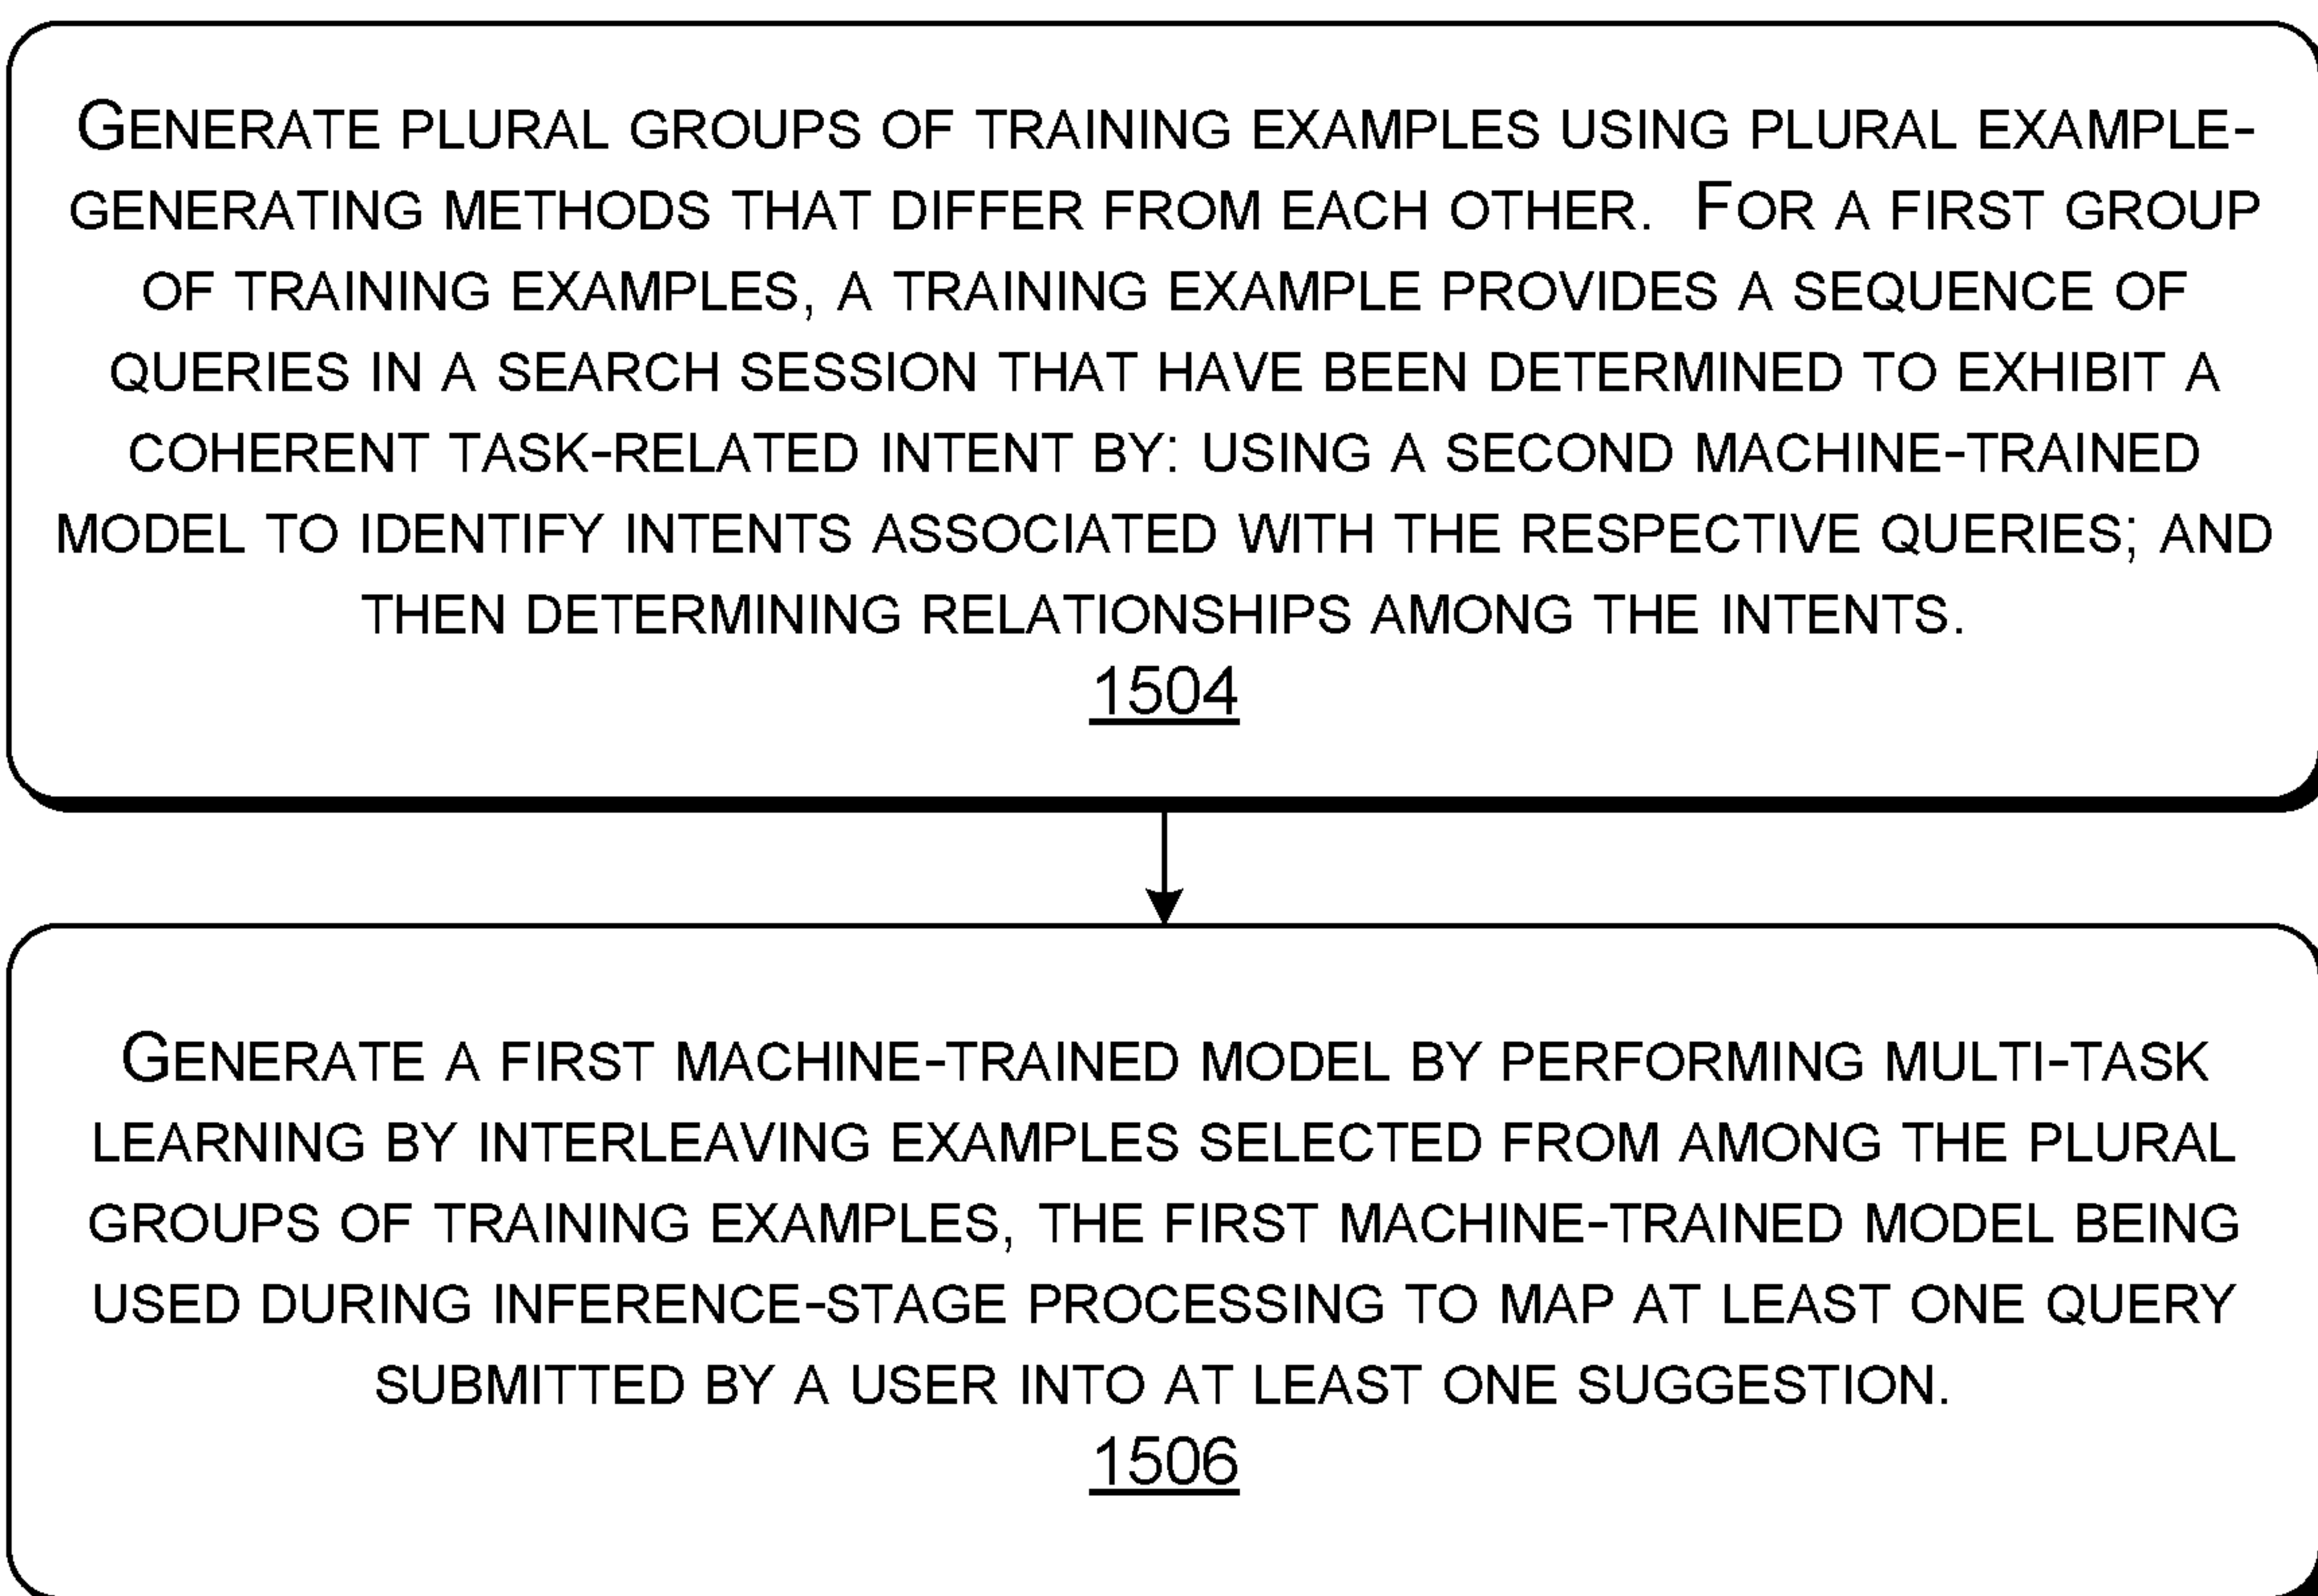 GENERATE PLURAL GROUPS OF TRAINING EXAMPLES USING PLURAL EXAMPLE-
GENERATING METHODS THAT DIFFER FROM EACH OTHER. FOR A FIRST GROUP
OF TRAINING EXAMPLES, A TRAINING EXAMPLE PROVIDES A SEQUENCE OF
QUERIES IN A SEARCH SESSION THAT HAVE BEEN DETERMINED TO EXHIBIT A
COHERENT TASK-RELATED INTENT BY: USING A SECOND MACHINE-TRAINED
MODEL TO IDENTIFY INTENTS ASSOCIATED WITH THE RESPECTIVE QUERIES; AND
THEN DETERMINING RELATIONSHIPS AMONG THE INTENTS.
1504
GENERATE A FIRST MACHINE-TRAINED MODEL BY PERFORMING MULTI-TASK
LEARNING BY INTERLEAVING EXAMPLES SELECTED FROM AMONG THE PLURAL
GROUPS OF TRAINING EXAMPLES, THE FIRST MACHINE-TRAINED MODEL BEING
USED DURING INFERENCE-STAGE PROCESSING TO MAP AT LEAST ONE QUERY
SUBMITTED BY A USER INTO AT LEAST ONE SUGGESTION.
1506